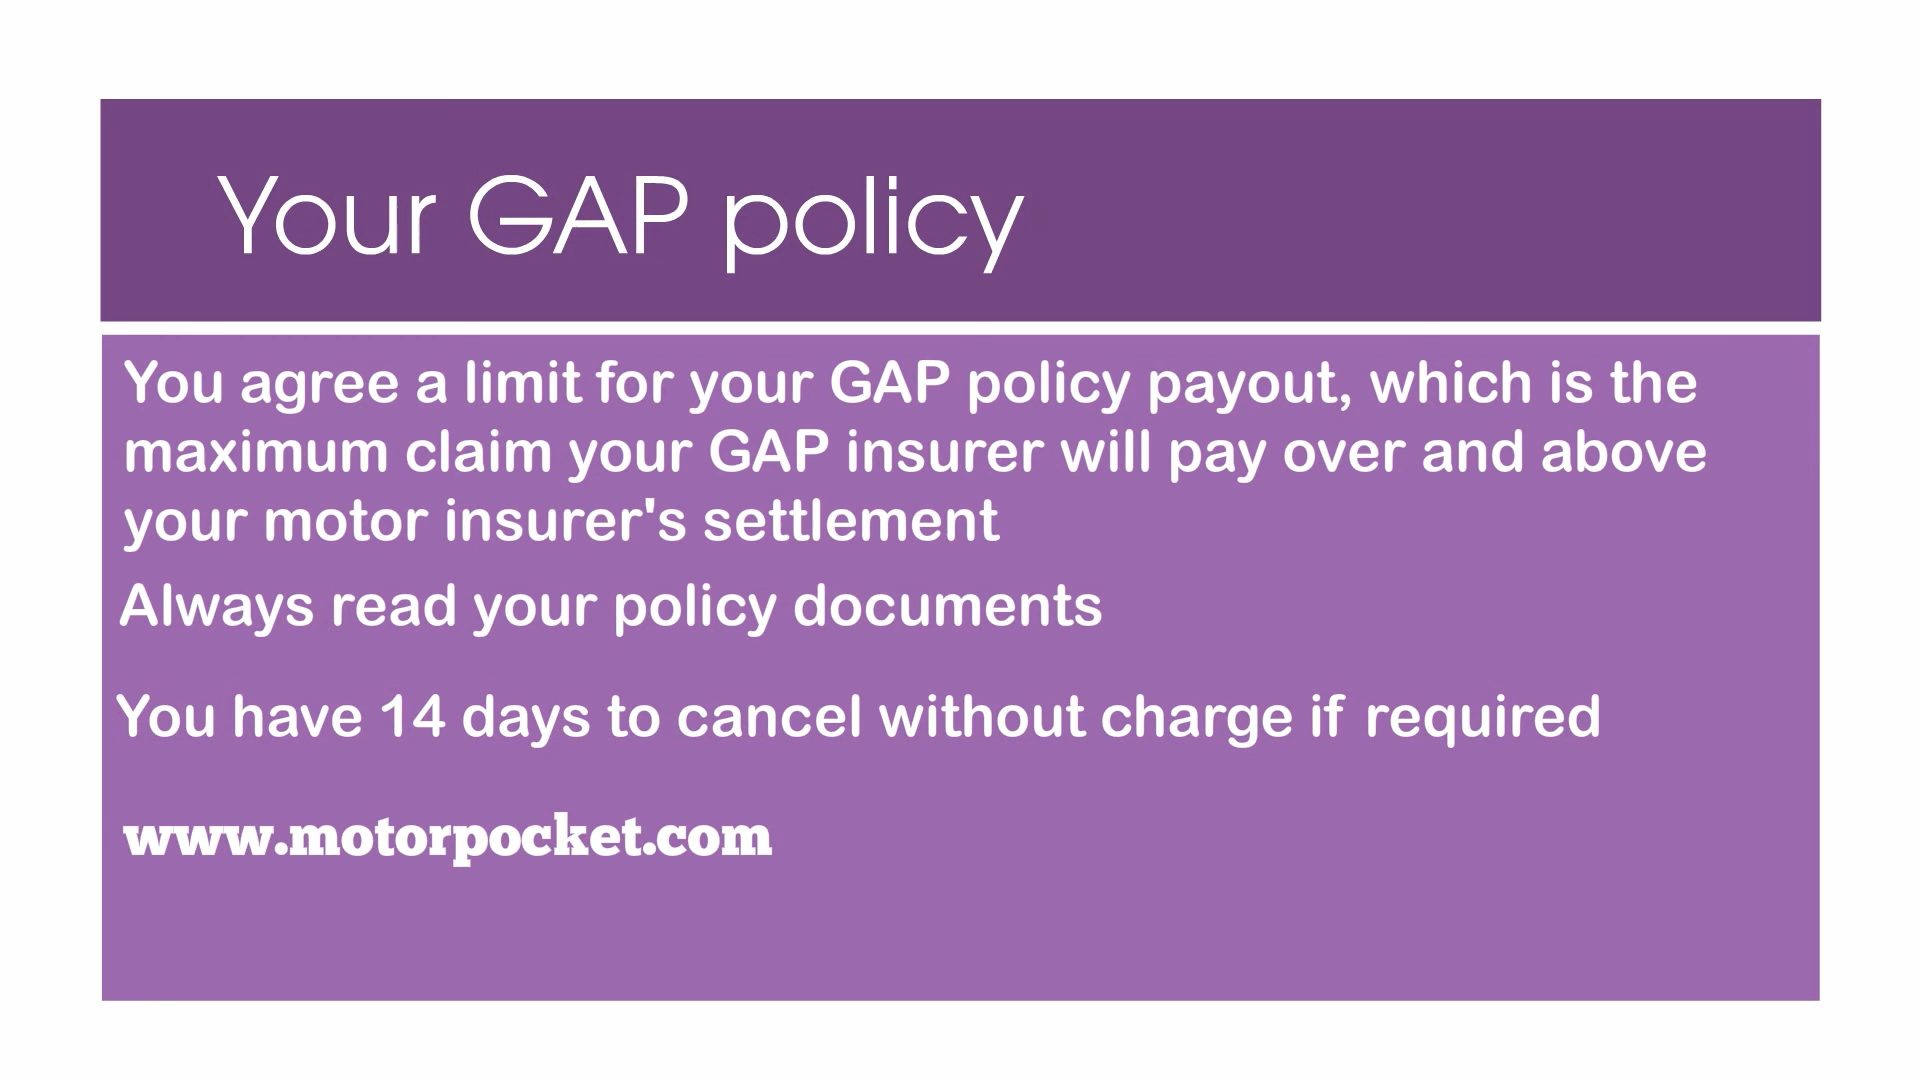 Your GAP policy
You agree a limit for your GAP policy payout, which is the
maximum claim your GAP insurer will pay over and above
your motor insurer's settlement
Always read your policy documents
You have 14 days to cancel without charge if required
www.motorpocket.com